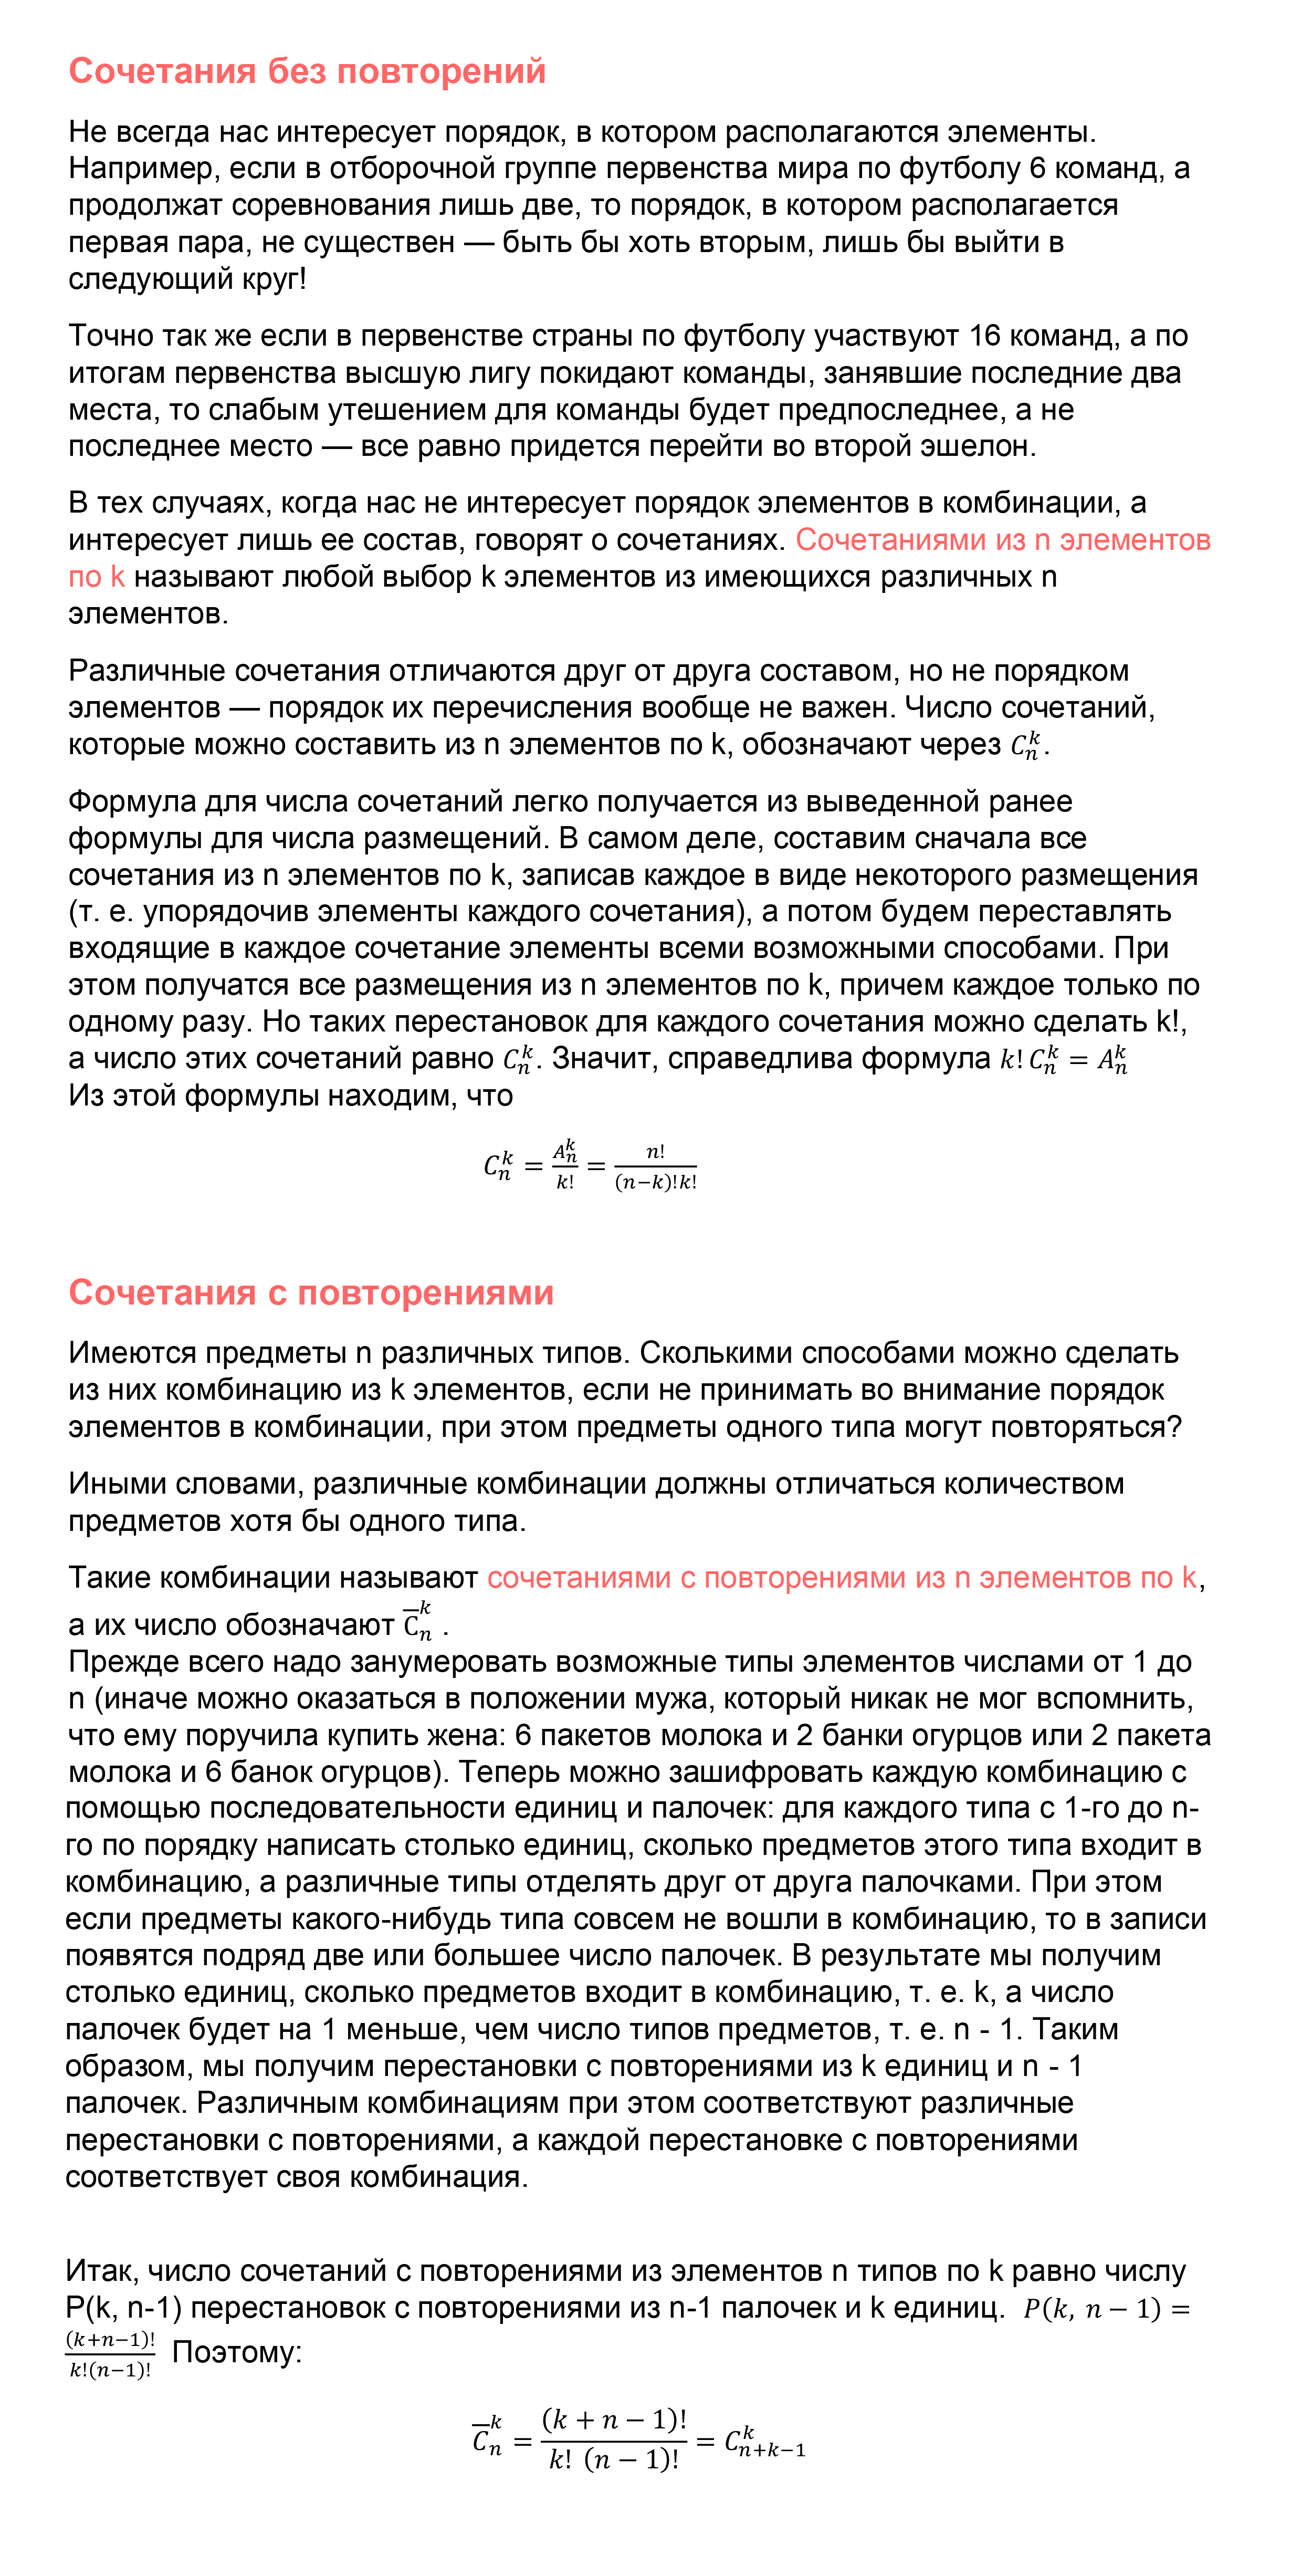 Сочетания без повторений
Не всегда нас интересует порядок, в котором располагаются элементы.
Например, если в отборочной группе первенства мира по футболу 6 команд, а
продолжат соревнования лишь две, то порядок, в котором располагается
первая пара, не существен — быть бы хоть вторым, лишь бы выйти в
следующий круг!
Точно так же если в первенстве страны по футболу участвуют 16 команд, а по
итогам первенства высшую лигу покидают команды, занявшие последние два
места, то слабым утешением для команды будет предпоследнее, а не
последнее место — все равно придется перейти во второй эшелон.
В тех случаях, когда нас не интересует порядок элементов в комбинации, а
интересует лишь ее состав, говорят о сочетаниях. Сочетаниями из n элементов
по k называют любой выбор k элементов из имеющихся различных n
элементов.
Различные сочетания отличаются друг от друга составом, но не порядком
элементов — порядок их перечисления вообще не важен. Число сочетаний,
которые можно составить из n элементов по k, обозначают через $C_n^k$.
Формула для числа сочетаний легко получается из выведенной ранее
формулы для числа размещений. В самом деле, составим сначала все
сочетания из n элементов по k, записав каждое в виде некоторого размещения
(т. е. упорядочив элементы каждого сочетания), а потом будем переставлять
входящие в каждое сочетание элементы всеми возможными способами. При
этом получатся все размещения из n элементов по k, причем каждое только по
одному разу. Но таких перестановок для каждого сочетания можно сделать k!,
а число этих сочетаний равно $C_n^k$. Значит, справедлива формула $k! C_n^k = A_n^k$
Из этой формулы находим, что
$C_n^k = \frac{A_n^k}{k!} = \frac{n!}{(n-k)!k!}$
Сочетания с повторениями
Имеются предметы n различных типов. Сколькими способами можно сделать
из них комбинацию из k элементов, если не принимать во внимание порядок
элементов в комбинации, при этом предметы одного типа могут повторяться?
Иными словами, различные комбинации должны отличаться количеством
предметов хотя бы одного типа.
Такие комбинации называют сочетаниями с повторениями из n элементов по k,
а их число обозначают $\overline{C}_n^k$ .
Прежде всего надо занумеровать возможные типы элементов числами от 1 до
n (иначе можно оказаться в положении мужа, который никак не мог вспомнить,
что ему поручила купить жена: 6 пакетов молока и 2 банки огурцов или 2 пакета
молока и 6 банок огурцов). Теперь можно зашифровать каждую комбинацию с
помощью последовательности единиц и палочек: для каждого типа с 1-го до n-
го по порядку написать столько единиц, сколько предметов этого типа входит в
комбинацию, а различные типы отделять друг от друга палочками. При этом
если предметы какого-нибудь типа совсем не вошли в комбинацию, то в записи
появятся подряд две или большее число палочек. В результате мы получим
столько единиц, сколько предметов входит в комбинацию, т. е. k, а число
палочек будет на 1 меньше, чем число типов предметов, т. е. n - 1. Таким
образом, мы получим перестановки с повторениями из k единиц и n - 1
палочек. Различным комбинациям при этом соответствуют различные
перестановки с повторениями, а каждой перестановке с повторениями
соответствует своя комбинация.
Итак, число сочетаний с повторениями из элементов n типов по k равно числу
P(k, n-1) перестановок с повторениями из n-1 палочек и k единиц. $P(k, n - 1) =$
$\frac{(k+n-1)!}{k!(n-1)!}$ Поэтому:
$\overline{C}_n^k = \frac{(k + n - 1)!}{k! (n - 1)!} = C_{n+k-1}^k$